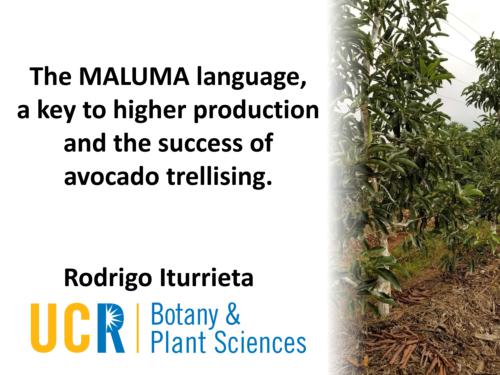 The MALUMA language,
a key to higher production
and the success of
avocado trellising.
Rodrigo Iturrieta
UCR
Botany &
Plant Sciences